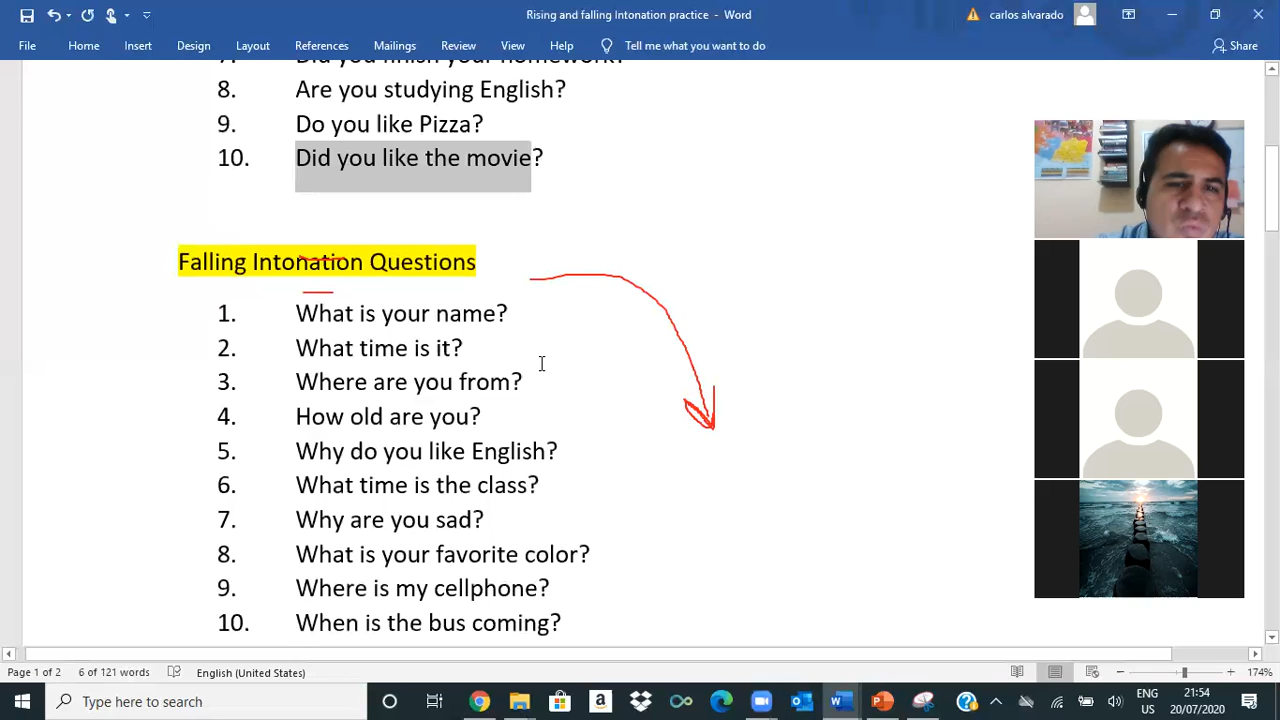 Rising and falling Intonation practice - Word
carlos alvarado
File Home Insert Design Layout References Mailings Review View Help Tell me what you want to do Share
7. Did you finish your homework?
8. Are you studying English?
9. Do you like Pizza?
10. Did you like the movie?
Falling Intonation Questions
1. What is your name?
2. What time is it?
3. Where are you from?
4. How old are you?
5. Why do you like English?
6. What time is the class?
7. Why are you sad?
8. What is your favorite color?
9. Where is my cellphone?
10. When is the bus coming?
Page 1 of 2 6 of 121 words English (United States) 174%
Type here to search
ENG 21:54
US 20/07/2020